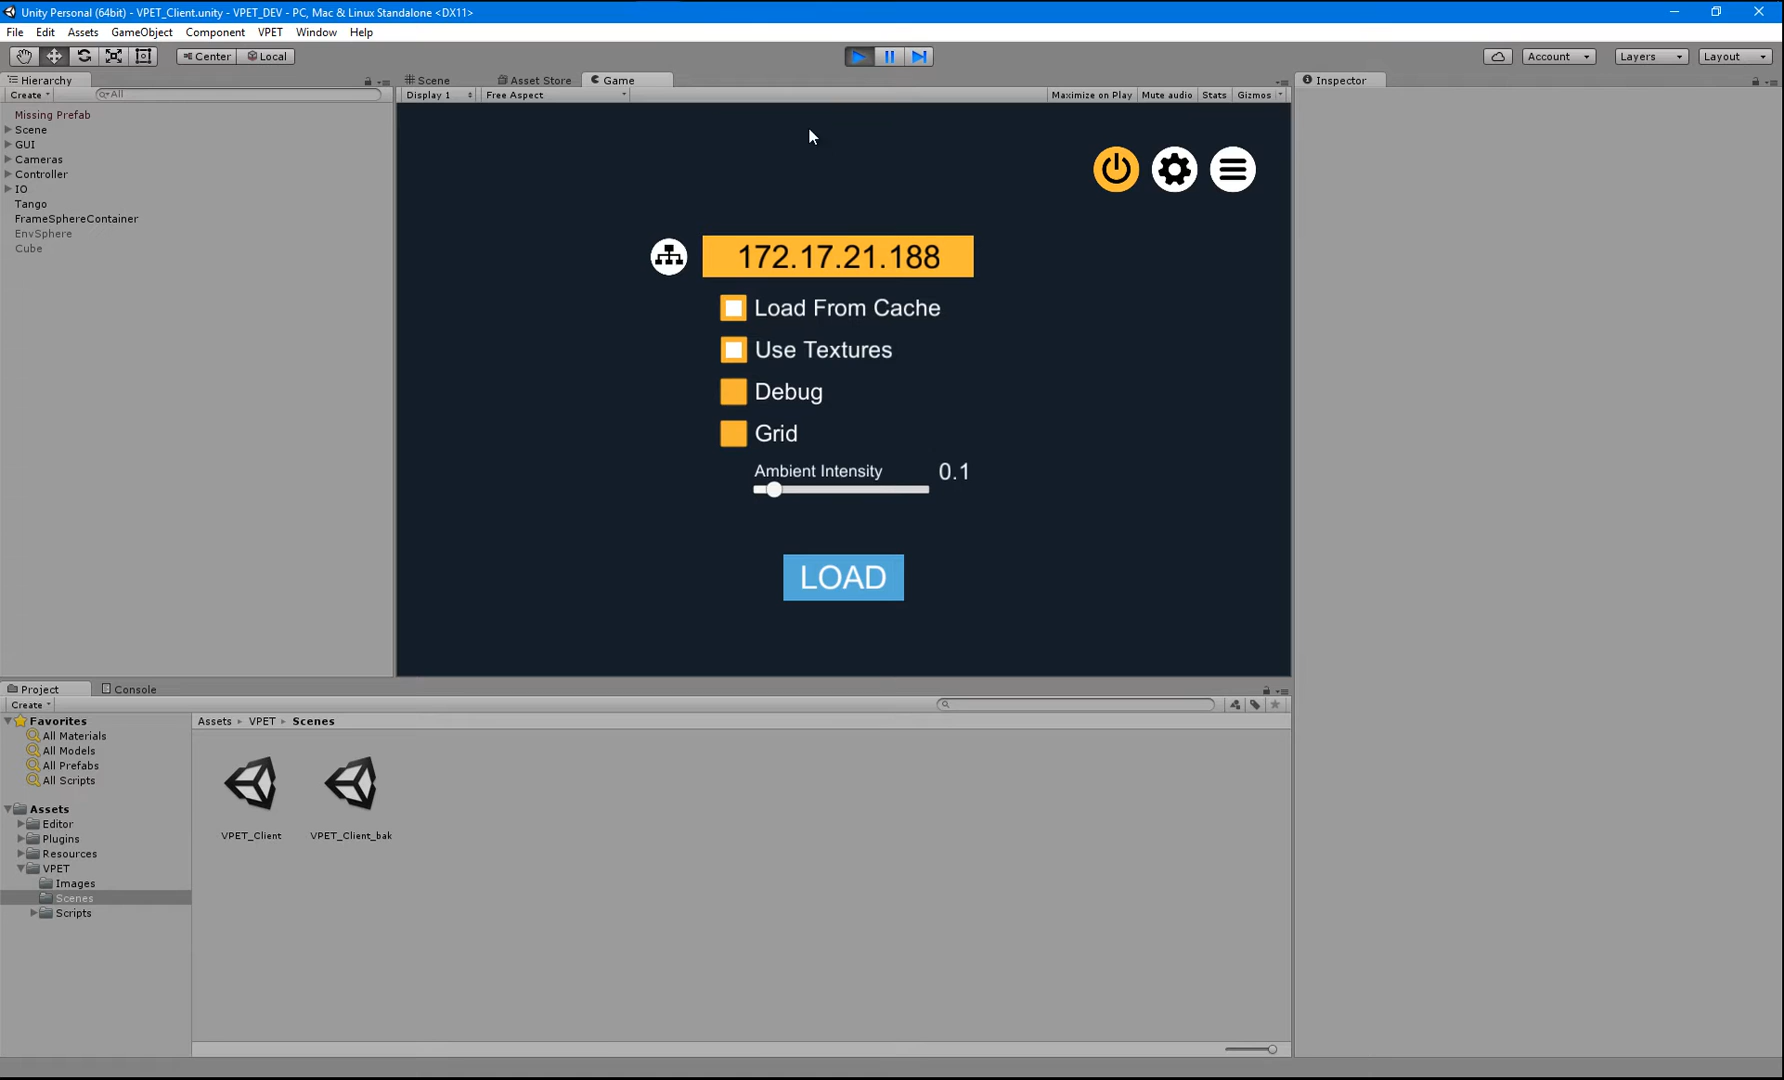 Unity Personal (64bit) - VPET_Client.unity - VPET_DEV - PC, Mac & Linux Standalone <DX11>
File Edit Assets GameObject Component VPET Window Help
Center Local Account Layers Layout
Hierarchy
Create All
Missing Prefab
Scene
GUI
Cameras
Controller
IO
Tango
FrameSphereContainer
EnvSphere
Cube
Scene Asset Store Game
Display 1 Free Aspect Maximize on Play Mute audio Stats Gizmos
172.17.21.188
Load From Cache
Use Textures
Debug
Grid
Ambient Intensity 0.1
LOAD
Inspector
Project Console
Create
Favorites
All Materials
All Models
All Prefabs
All Scripts
Assets
Editor
Plugins
Resources
VPET
Images
Scenes
Scripts
Assets VPET Scenes
VPET_Client VPET_Client_bak